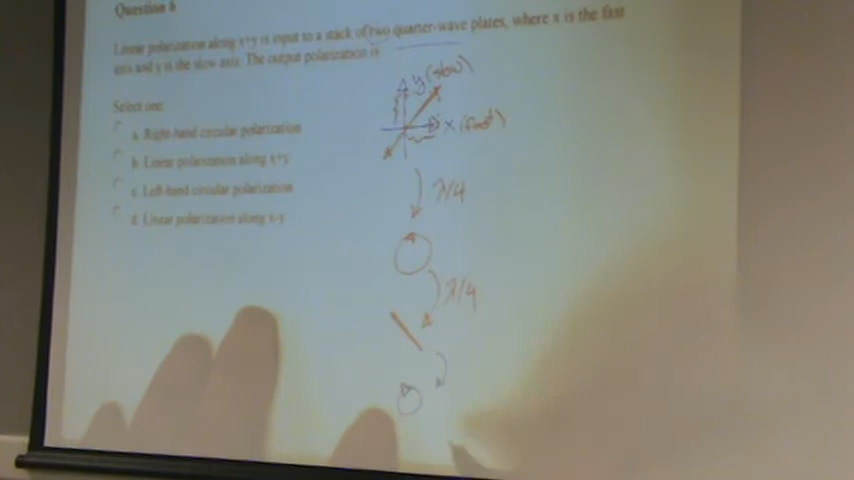 Question 6
Linear polarization along x+y is input to a stack of two quarter-wave plates, where x is the fast
axis and y is the slow axis. The output polarization is
Select one:
a. Right-hand circular polarization
b. Linear polarization along x+y
c. Left-hand circular polarization
d. Linear polarization along x-y
y (slow)
x (fast)
λ/4
λ/4